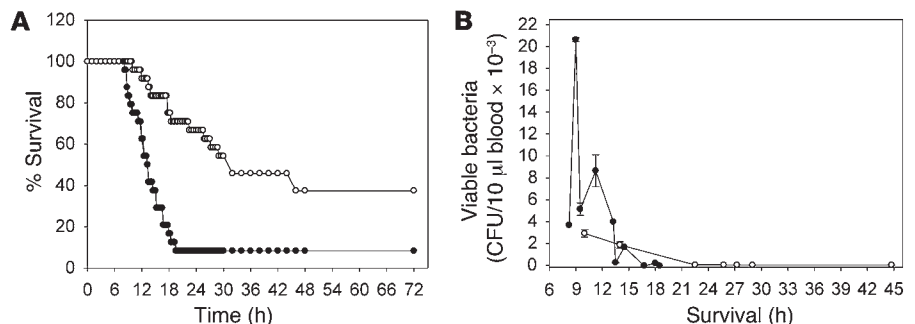 A
120
100
80
60
40
20
0
% Survival
0 6 12 18 24 30 36 42 48 54 60 66 72
Time (h)
B
22
20
18
16
14
12
10
8
6
4
2
0
Viable bacteria
(CFU/10 µl blood × 10⁻³)
6 9 12 15 18 21 24 27 30 33 36 39 42 45
Survival (h)